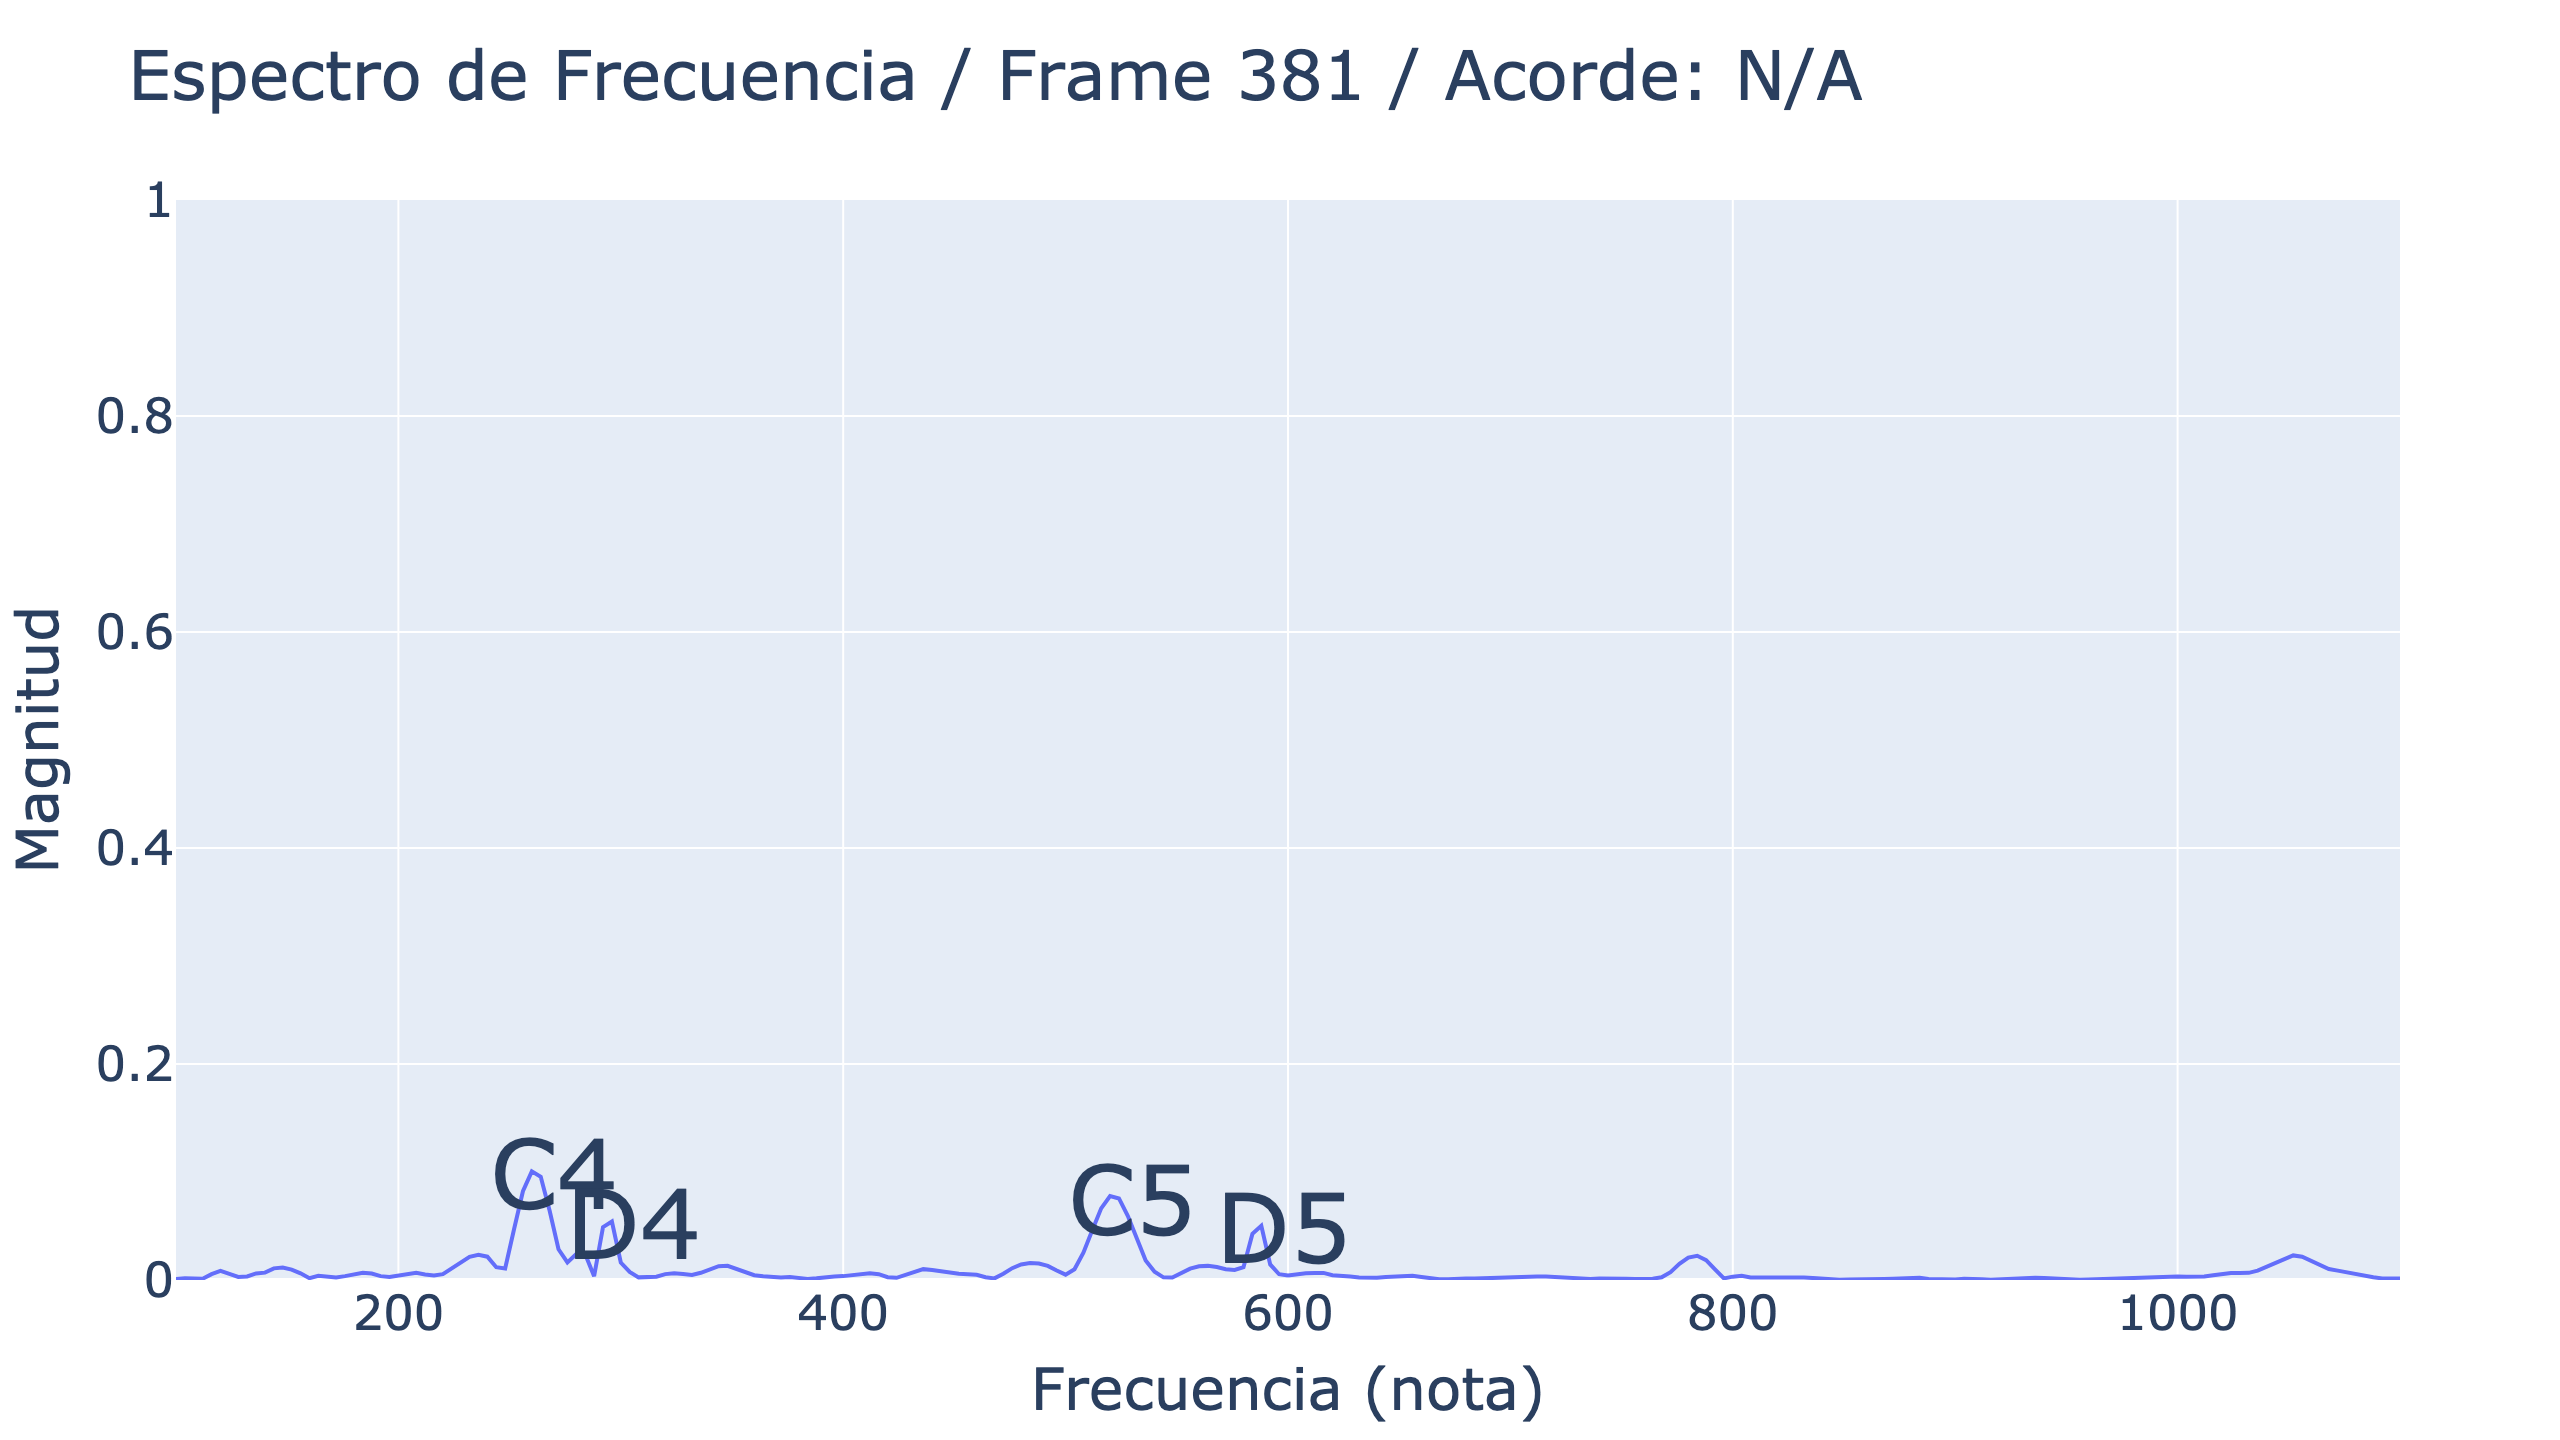 Espectro de Frecuencia / Frame 381 / Acorde: N/A
1
0.8
0.6
0.4
0.2
0
Magnitud
C4
D4
C5
D5
200 400 600 800 1000
Frecuencia (nota)